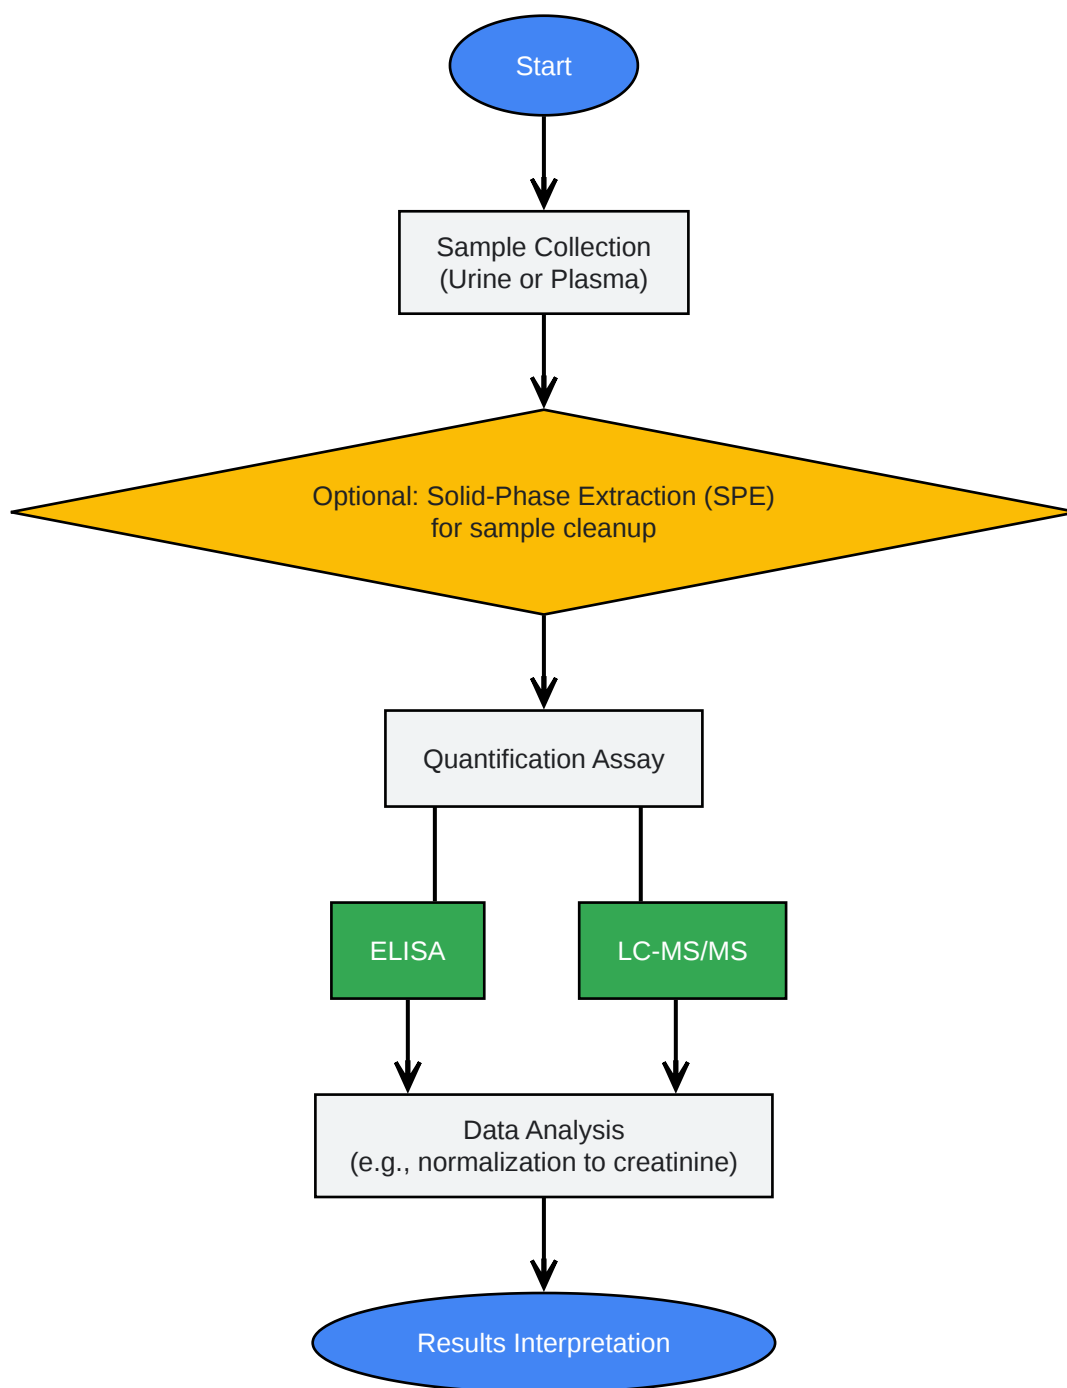 Start
Sample Collection
(Urine or Plasma)
Optional: Solid-Phase Extraction (SPE)
for sample cleanup
Quantification Assay
ELISA
LC-MS/MS
Data Analysis
(e.g., normalization to creatinine)
Results Interpretation